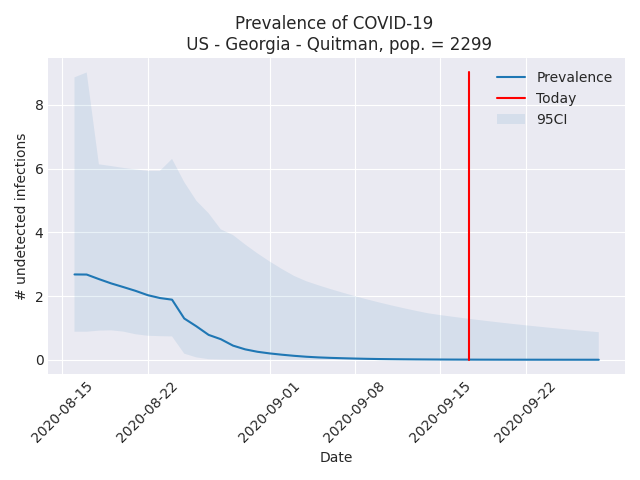 Prevalence of COVID-19
US - Georgia - Quitman, pop. = 2299
Prevalence
Today
95CI
# undetected infections
8
6
4
2
0
2020-08-15
2020-08-22
2020-09-01
2020-09-08
2020-09-15
2020-09-22
Date